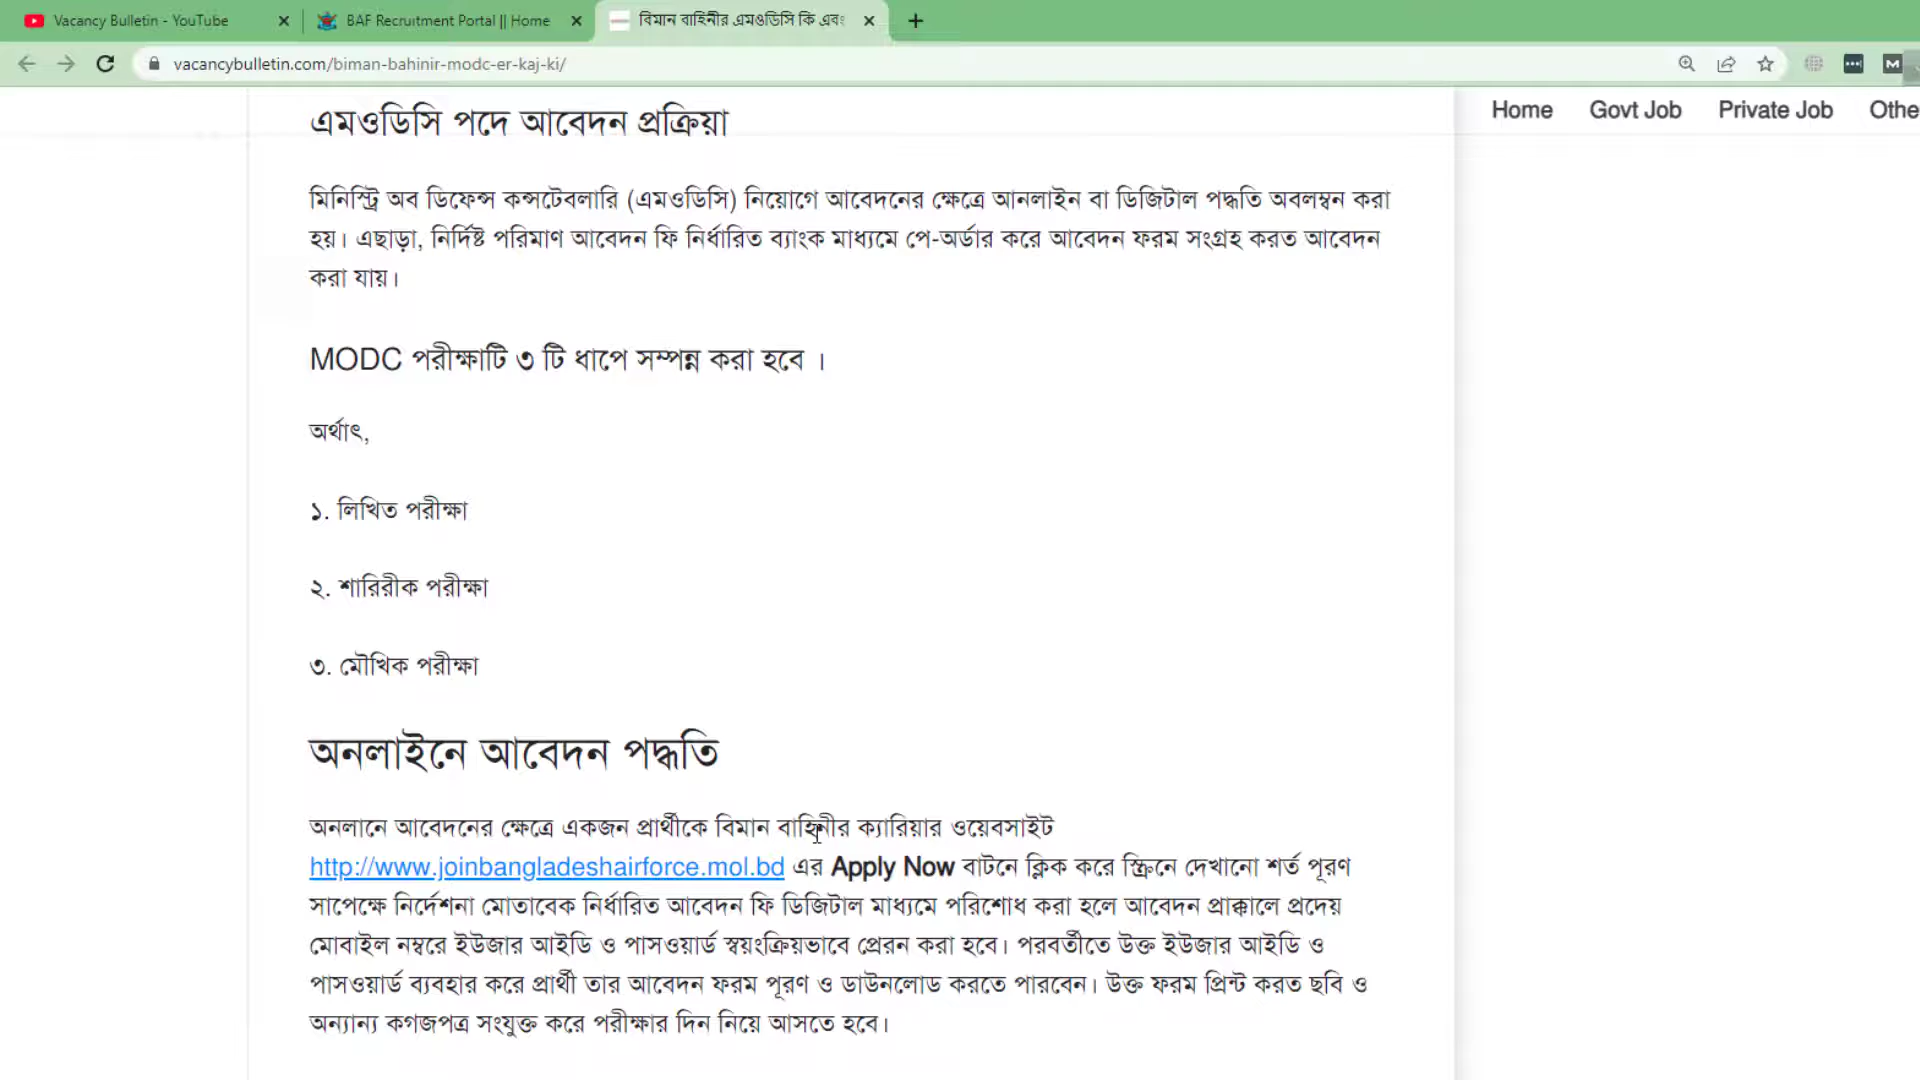 Vacancy Bulletin - YouTube
BAF Recruitment Portal || Home
বিমান বাহিনীর এমওডিসি কি এবং
vacancybulletin.com/biman-bahinir-modc-er-kaj-ki/
Home Govt Job Private Job Othe
এমওডিসি পদে আবেদন প্রক্রিয়া
মিনিস্ট্রি অব ডিফেন্স কন্সটেবলারি (এমওডিসি) নিয়োগে আবেদনের ক্ষেত্রে আনলাইন বা ডিজিটাল পদ্ধতি অবলম্বন করা
হয়। এছাড়া, নির্দিষ্ট পরিমাণ আবেদন ফি নির্ধারিত ব্যাংক মাধ্যমে পে-অর্ডার করে আবেদন ফরম সংগ্রহ করত আবেদন
করা যায়।
MODC পরীক্ষাটি ৩ টি ধাপে সম্পন্ন করা হবে ।
অর্থাৎ,
১. লিখিত পরীক্ষা
২. শারিরীক পরীক্ষা
৩. মৌখিক পরীক্ষা
অনলাইনে আবেদন পদ্ধতি
অনলানে আবেদনের ক্ষেত্রে একজন প্রার্থীকে বিমান বাহিনীর ক্যারিয়ার ওয়েবসাইট
http://www.joinbangladeshairforce.mol.bd এর Apply Now বাটনে ক্লিক করে স্ক্রিনে দেখানো শর্ত পূরণ
সাপেক্ষে নির্দেশনা মোতাবেক নির্ধারিত আবেদন ফি ডিজিটাল মাধ্যমে পরিশোধ করা হলে আবেদন প্রাক্কালে প্রদেয়
মোবাইল নম্বরে ইউজার আইডি ও পাসওয়ার্ড স্বয়ংক্রিয়ভাবে প্রেরন করা হবে। পরবর্তীতে উক্ত ইউজার আইডি ও
পাসওয়ার্ড ব্যবহার করে প্রার্থী তার আবেদন ফরম পূরণ ও ডাউনলোড করতে পারবেন। উক্ত ফরম প্রিন্ট করত ছবি ও
অন্যান্য কগজপত্র সংযুক্ত করে পরীক্ষার দিন নিয়ে আসতে হবে।